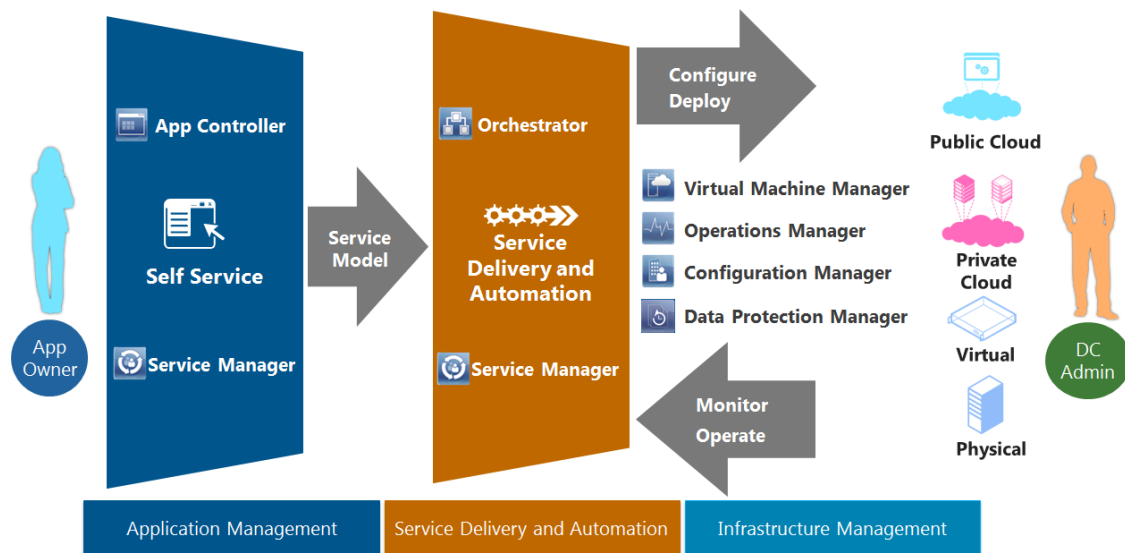 App Controller
Self Service
Service Manager
App
Owner
Service
Model
Orchestrator
Service
Delivery and
Automation
Service Manager
Configure
Deploy
Virtual Machine Manager
Operations Manager
Configuration Manager
Data Protection Manager
Monitor
Operate
Public Cloud
Private
Cloud
Virtual
Physical
DC
Admin
Application Management
Service Delivery and Automation
Infrastructure Management